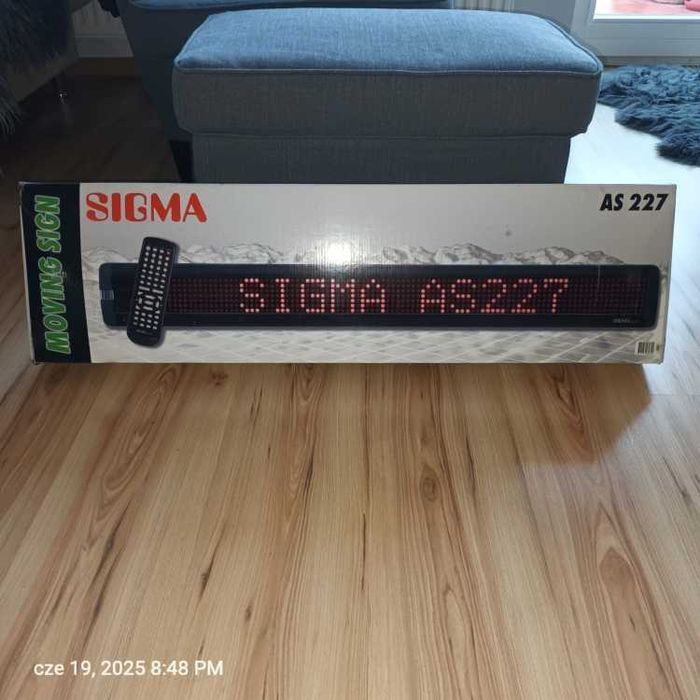 MOVING SIGN
SIGMA
AS 227
SIGMA AS227
cze 19, 2025 8:48 PM